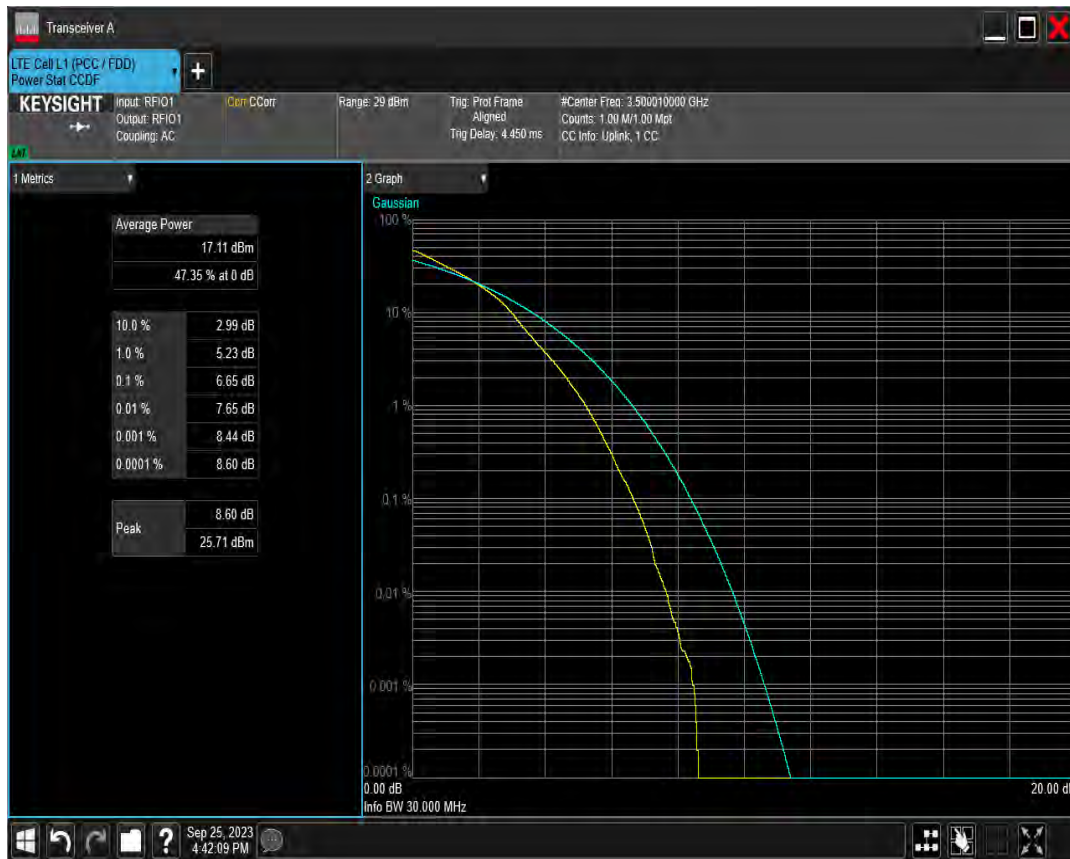 Transceiver A
LTE Cell L1 (PCC / FDD)
Power Stat CCDF
KEYSIGHT
Input: RFIO1
Output: RFIO1
Coupling: AC
Corr CCorr
Range: 29 dBm
Trig: Prot Frame
Aligned
Trig Delay: 4.450 ms
#Center Freq: 3.500010000 GHz
Counts: 1.00 M/1.00 Mpt
CC Info: Uplink, 1 CC
1 Metrics
Average Power
17.11 dBm
47.35 % at 0 dB
10.0 % 2.99 dB
1.0 % 5.23 dB
0.1 % 6.65 dB
0.01 % 7.65 dB
0.001 % 8.44 dB
0.0001 % 8.60 dB
Peak
8.60 dB
25.71 dBm
2 Graph
Gaussian
100 %
10 %
1 %
0.1 %
0.01 %
0.001 %
0.0001 %
0.00 dB
20.00 d
Info BW 30.000 MHz
?
Sep 25, 2023
4:42:09 PM